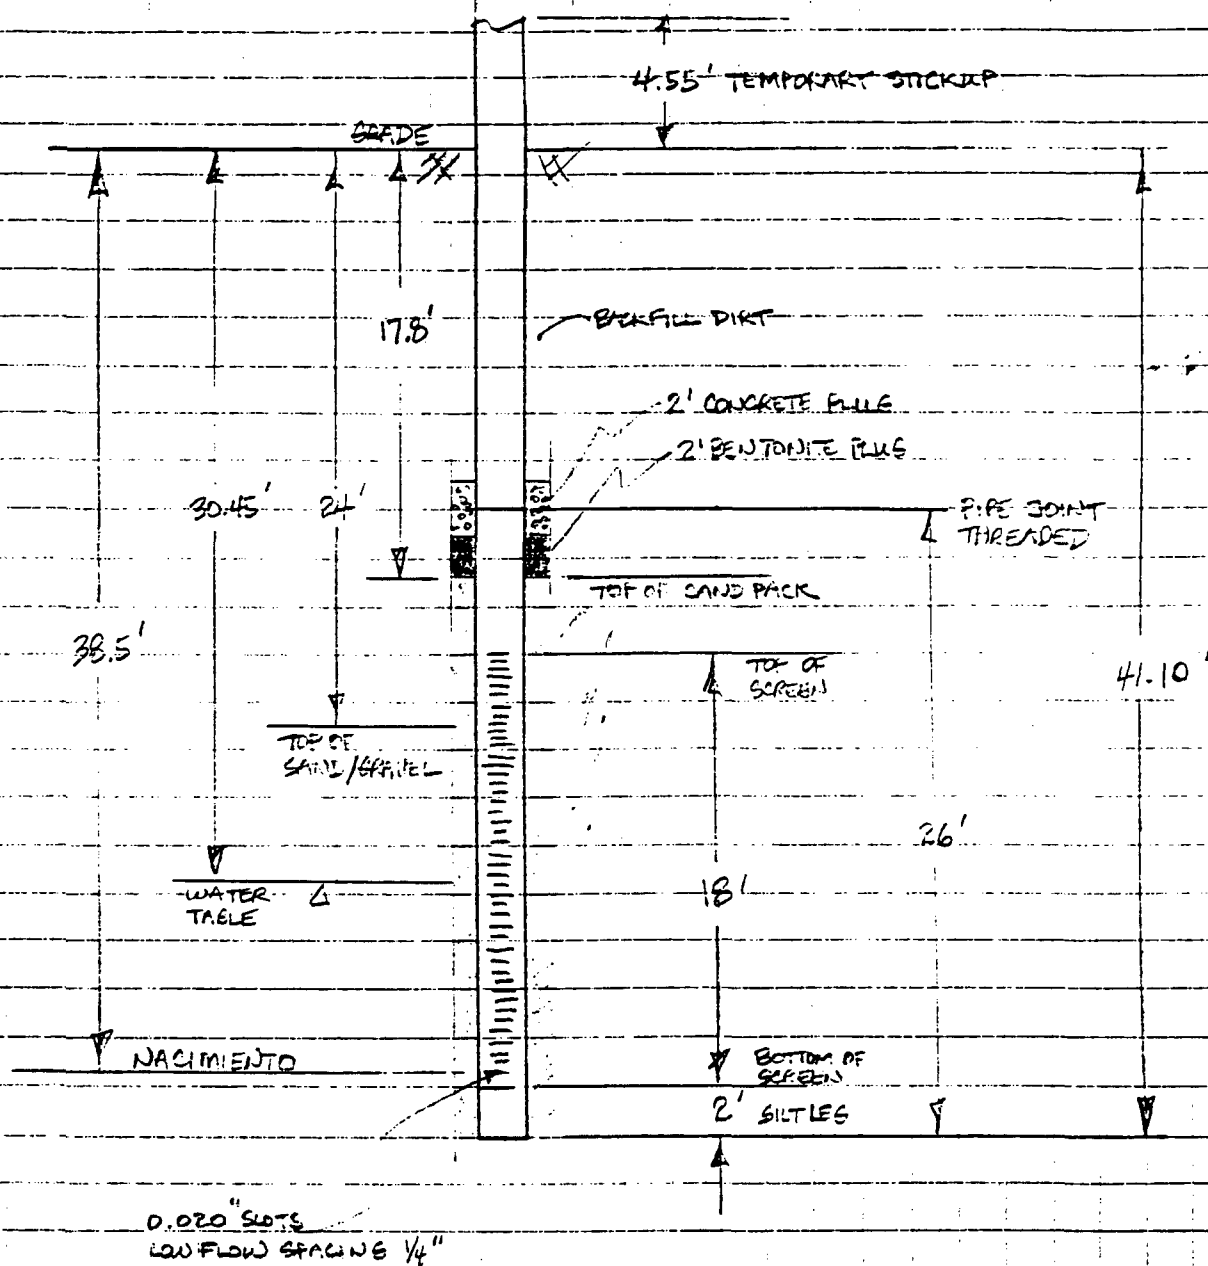 4.55' TEMPORARY STICKUP
GRADE
17.8'
BACKFILL DIRT
2' CONCRETE PLUG
2' BENTONITE PLUG
30.45'
24'
PIPE JOINT
THREADED
TOP OF SAND PACK
38.5'
TOP OF
SCREEN
41.10'
TOP OF
SAND/GRAVEL
26'
WATER
TABLE
18'
NACIMIENTO
BOTTOM OF
SCREEN
2' SILTLEG
0.020" SLOTS
LOW FLOW SPACING 1/4"